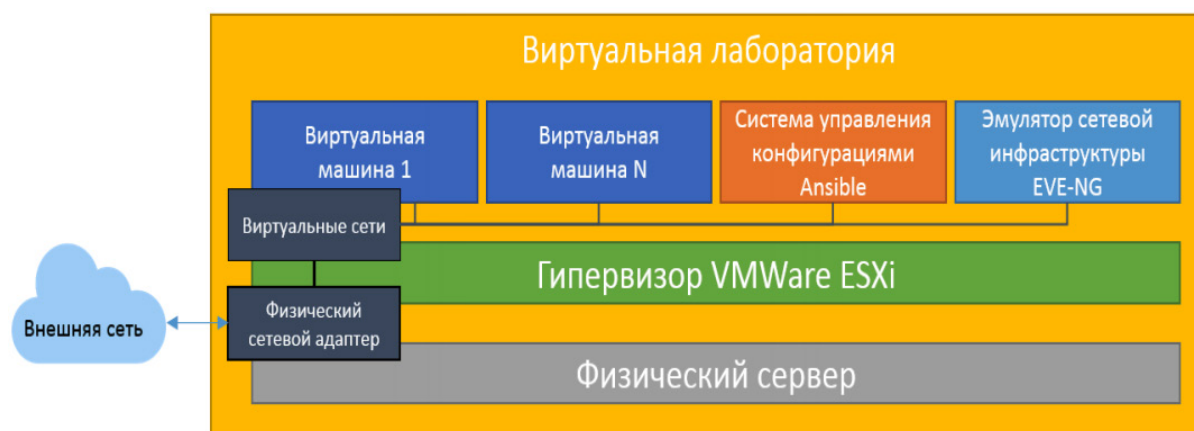 Виртуальная лаборатория
Виртуальная
машина 1
Виртуальная
машина N
Система управления
конфигурациями
Ansible
Эмулятор сетевой
инфраструктуры
EVE-NG
Виртуальные сети
Гипервизор VMWare ESXi
Внешняя сеть
Физический
сетевой адаптер
Физический сервер